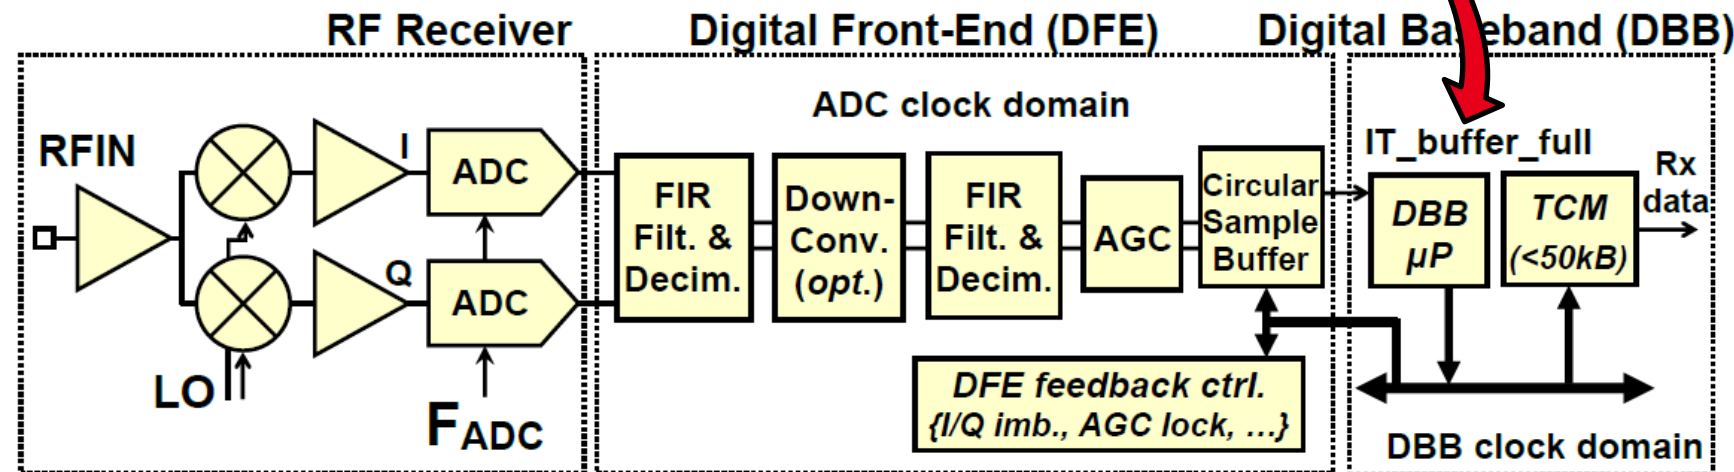 RF Receiver
Digital Front-End (DFE)
Digital Baseband (DBB)
ADC clock domain
RFIN
I
ADC
Q
ADC
LO
FADC
FIR
Filt. &
Decim.
Down-
Conv.
(opt.)
FIR
Filt. &
Decim.
AGC
Circular
Sample
Buffer
DFE feedback ctrl.
{I/Q imb., AGC lock, …}
IT_buffer_full
DBB
µP
TCM
(<50kB)
Rx
data
DBB clock domain